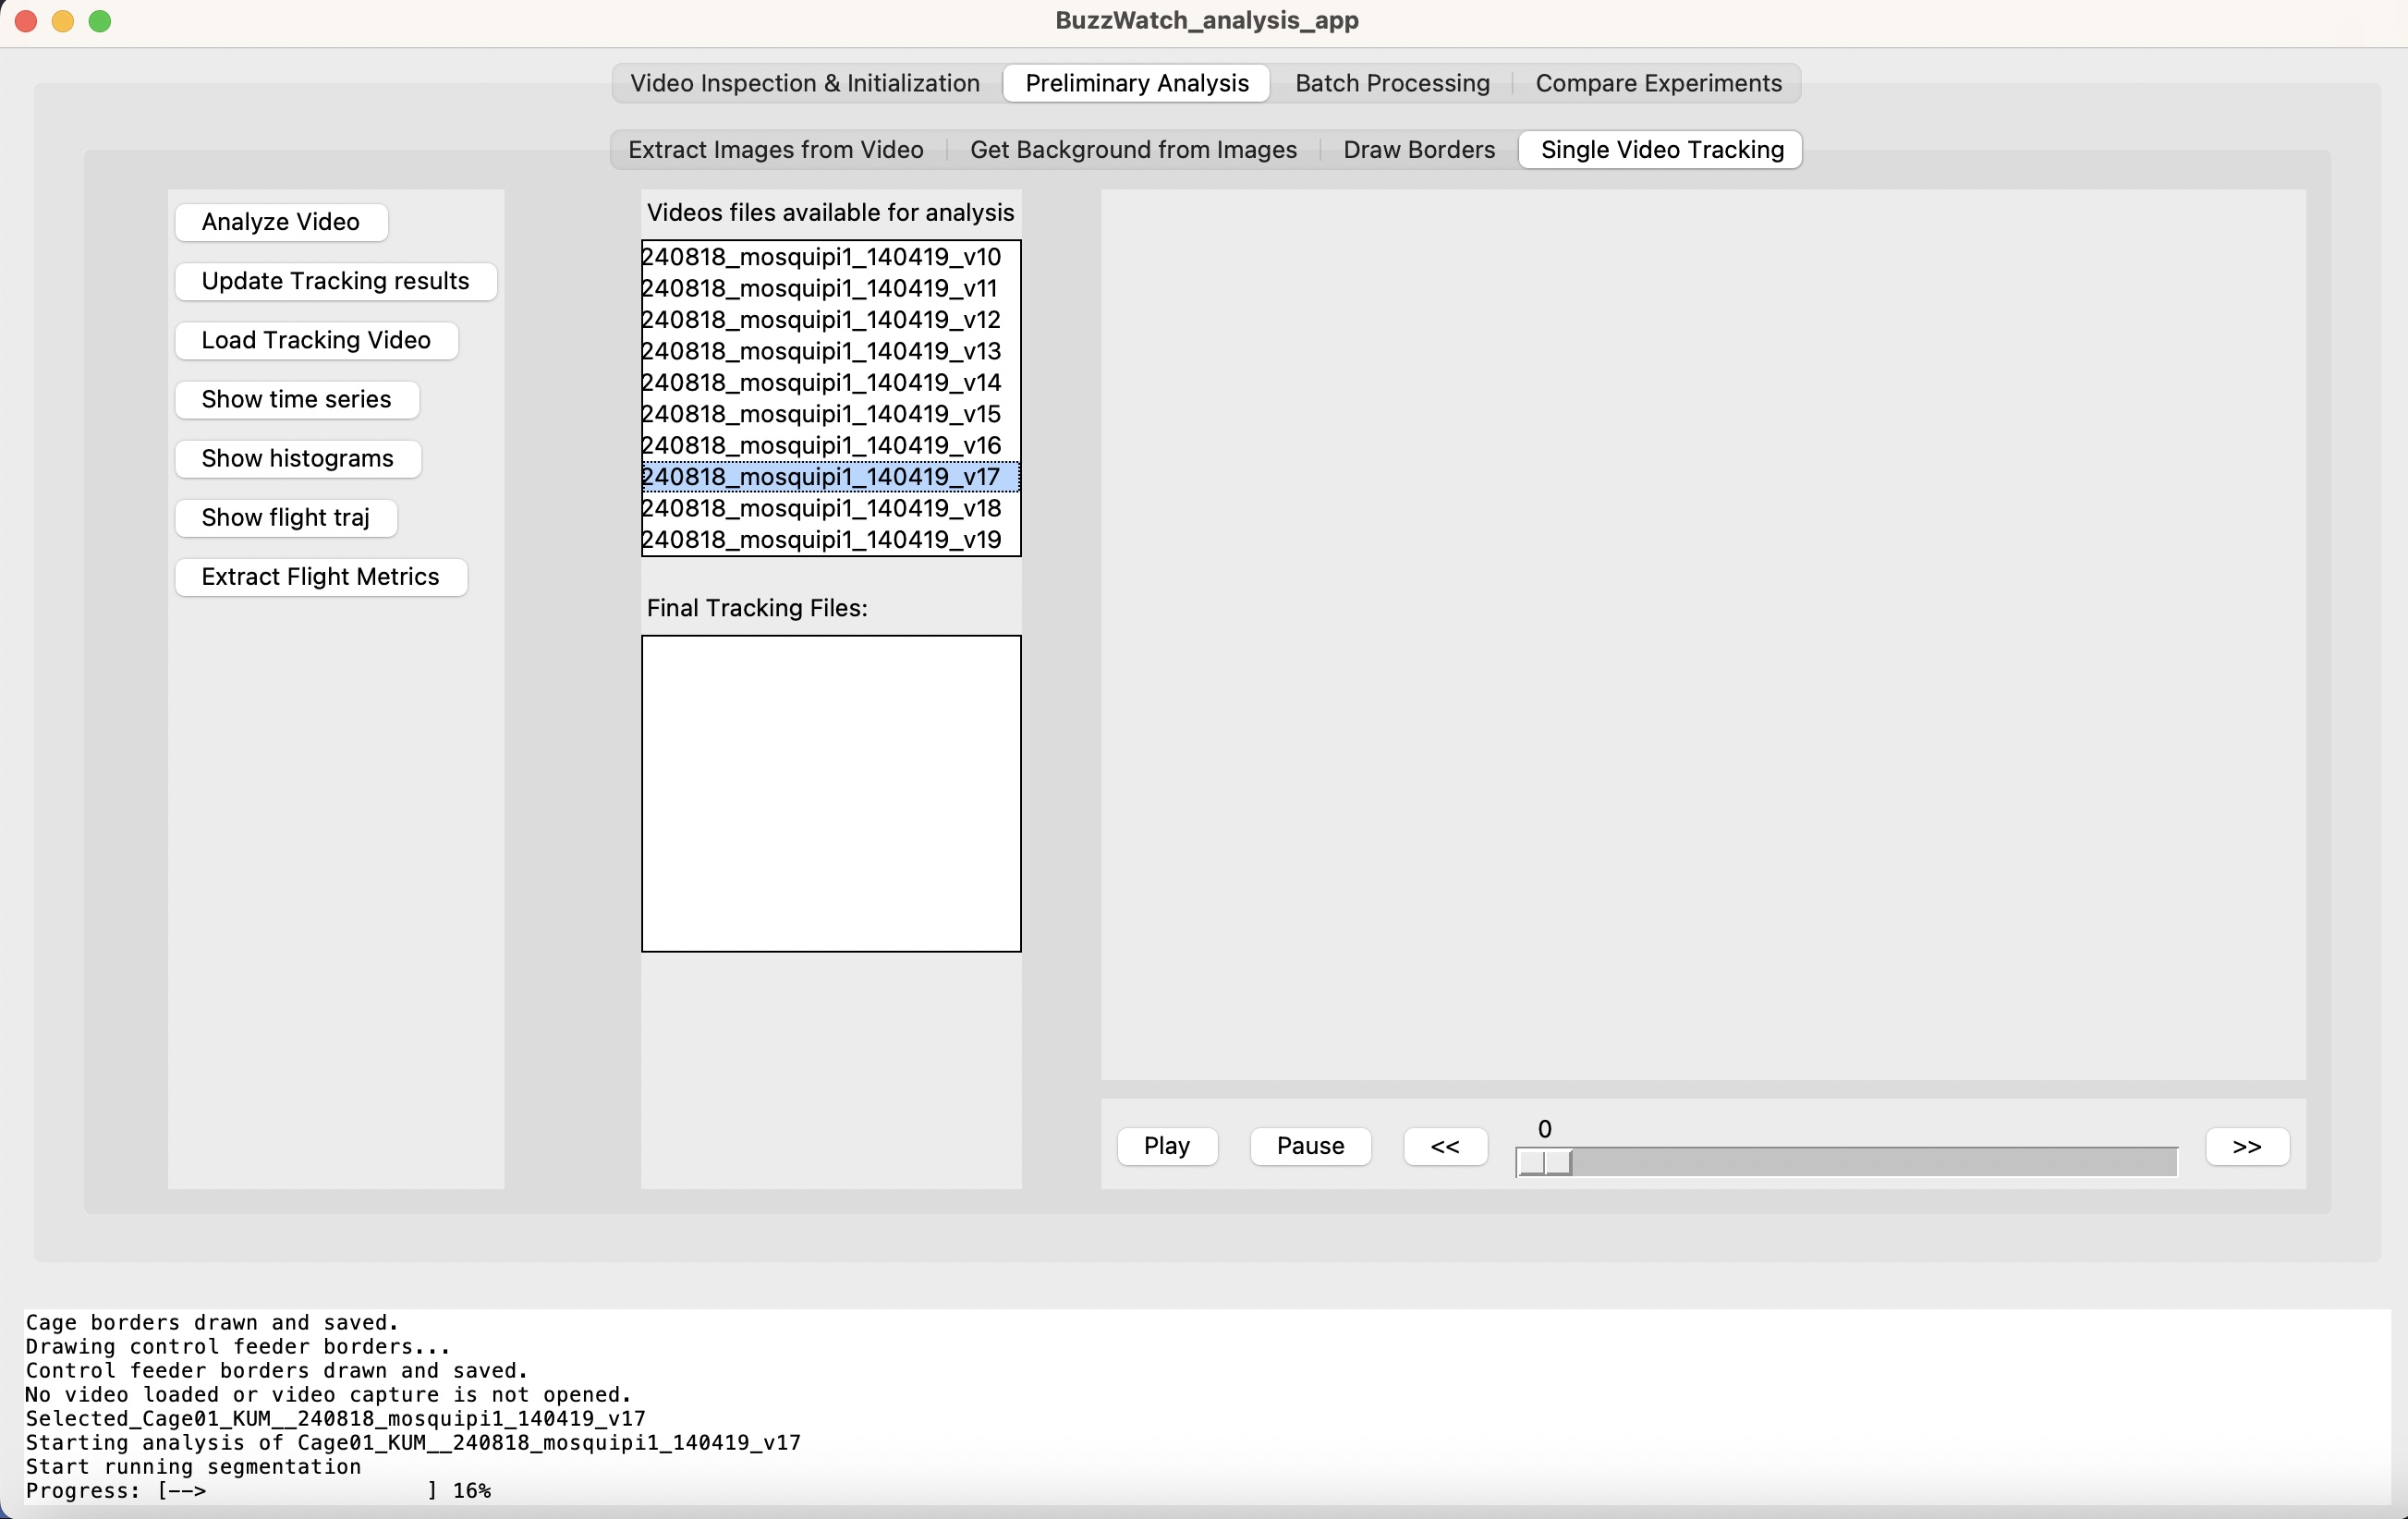 BuzzWatch_analysis_app
Video Inspection & Initialization Preliminary Analysis Batch Processing Compare Experiments
Extract Images from Video Get Background from Images Draw Borders Single Video Tracking
Analyze Video
Update Tracking results
Load Tracking Video
Show time series
Show histograms
Show flight traj
Extract Flight Metrics
Videos files available for analysis
240818_mosquipi1_140419_v10
240818_mosquipi1_140419_v11
240818_mosquipi1_140419_v12
240818_mosquipi1_140419_v13
240818_mosquipi1_140419_v14
240818_mosquipi1_140419_v15
240818_mosquipi1_140419_v16
240818_mosquipi1_140419_v17
240818_mosquipi1_140419_v18
240818_mosquipi1_140419_v19
Final Tracking Files:
0
Play Pause << >>
Cage borders drawn and saved.
Drawing control feeder borders...
Control feeder borders drawn and saved.
No video loaded or video capture is not opened.
Selected_Cage01_KUM__240818_mosquipi1_140419_v17
Starting analysis of Cage01_KUM__240818_mosquipi1_140419_v17
Start running segmentation
Progress: [-->                 ] 16%